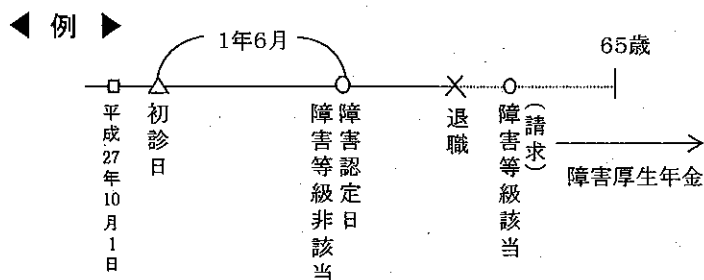 ◀ 例 ▶
1年6月
65歳
平成27年10月1日
初診日
障害認定日
障害等級非該当
退職
(請求)
障害等級該当
障害厚生年金